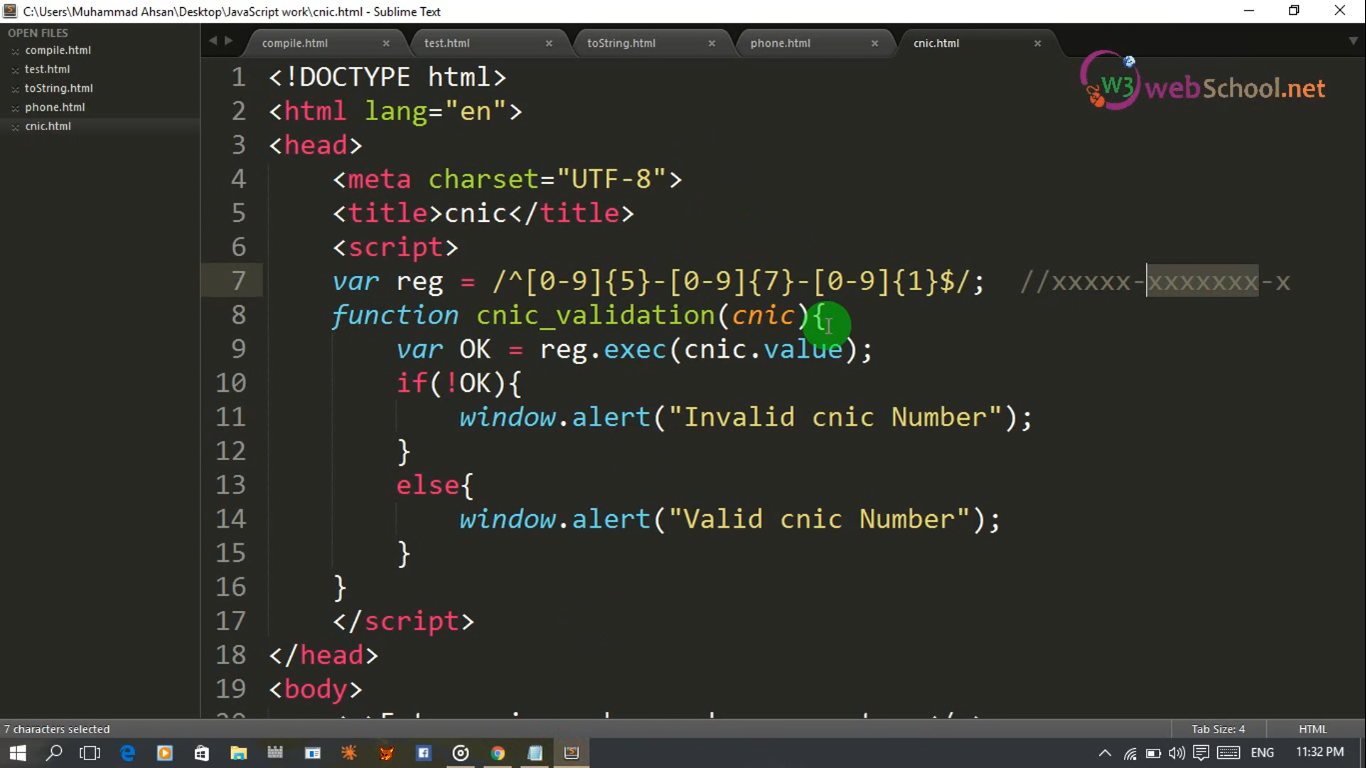 C:\Users\Muhammad Ahsan\Desktop\JavaScript work\cnic.html - Sublime Text
OPEN FILES
compile.html
test.html
toString.html
phone.html
cnic.html
compile.html
test.html
toString.html
phone.html
cnic.html
W3 webSchool.net
1 <!DOCTYPE html>
2 <html lang="en">
3 <head>
4 <meta charset="UTF-8">
5 <title>cnic</title>
6 <script>
7 var reg = /^[0-9]{5}-[0-9]{7}-[0-9]{1}$/; //xxxxx-xxxxxxx-x
8 function cnic_validation(cnic){
9 var OK = reg.exec(cnic.value);
10 if(!OK){
11 window.alert("Invalid cnic Number");
12 }
13 else{
14 window.alert("Valid cnic Number");
15 }
16 }
17 </script>
18 </head>
19 <body>
7 characters selected
Tab Size: 4
HTML
ENG
11:32 PM